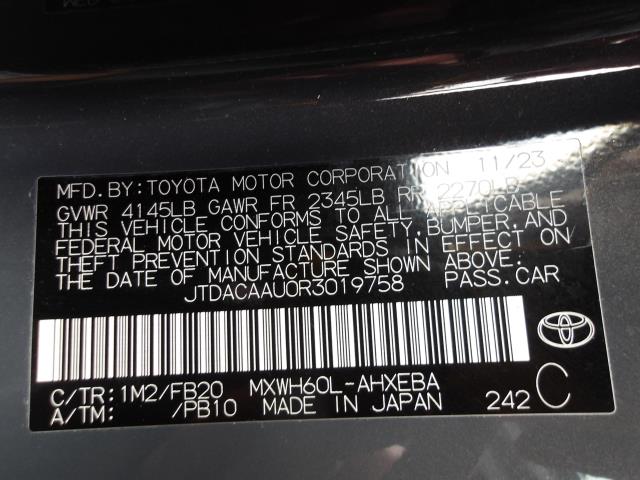 MFD. BY: TOYOTA MOTOR CORPORATION 11/23
GVWR 4145LB GAWR FR 2345LB RR 2270LB
THIS VEHICLE CONFORMS TO ALL APPLICABLE
FEDERAL MOTOR VEHICLE SAFETY, BUMPER, AND
THEFT PREVENTION STANDARDS IN EFFECT ON
THE DATE OF MANUFACTURE SHOWN ABOVE.
JTDACAAU0R3019758 PASS. CAR
C/TR: 1M2/FB20 MXWH60L-AHXEBA
A/TM: /PB10 MADE IN JAPAN 242 C